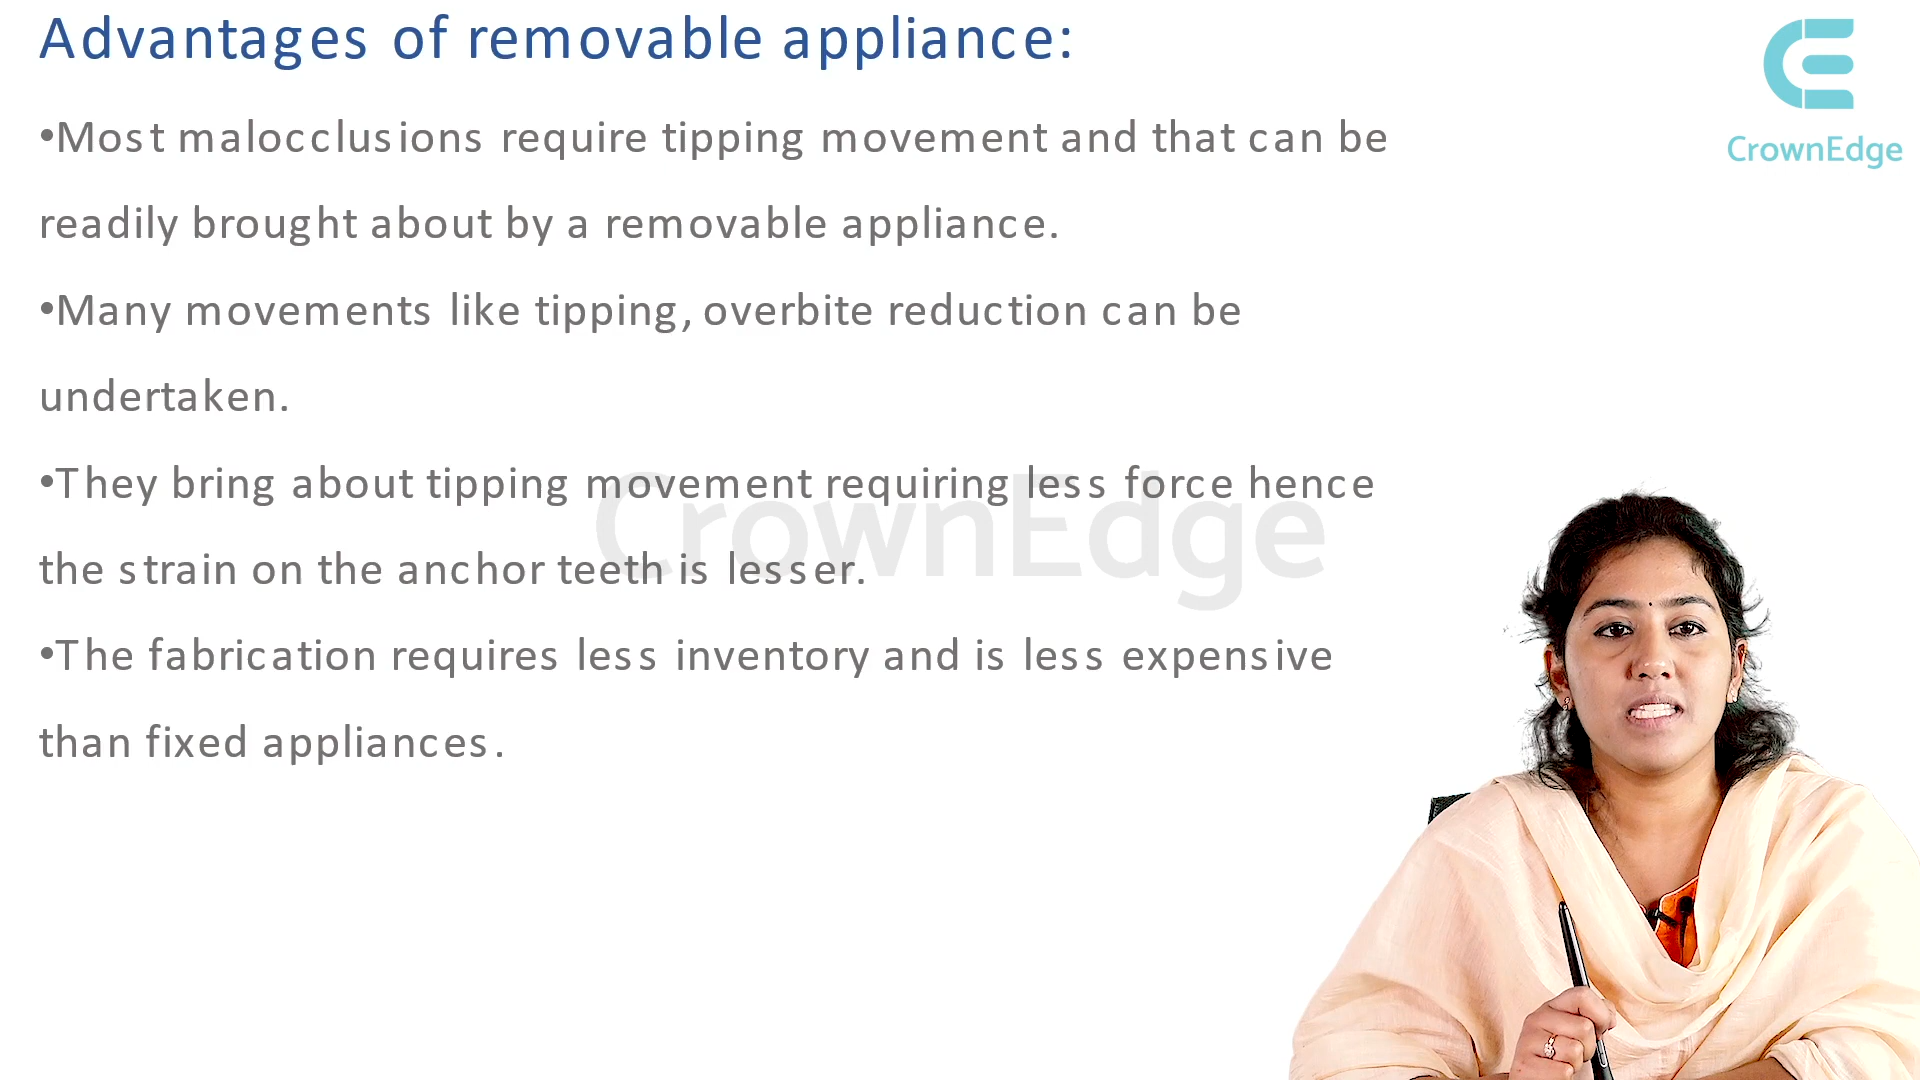 Advantages of removable appliance:
•Most malocclusions require tipping movement and that can be
readily brought about by a removable appliance.
•Many movements like tipping, overbite reduction can be
undertaken.
•They bring about tipping movement requiring less force hence
the strain on the anchor teeth is lesser.
•The fabrication requires less inventory and is less expensive
than fixed appliances.
CrownEdge
CrownEdge